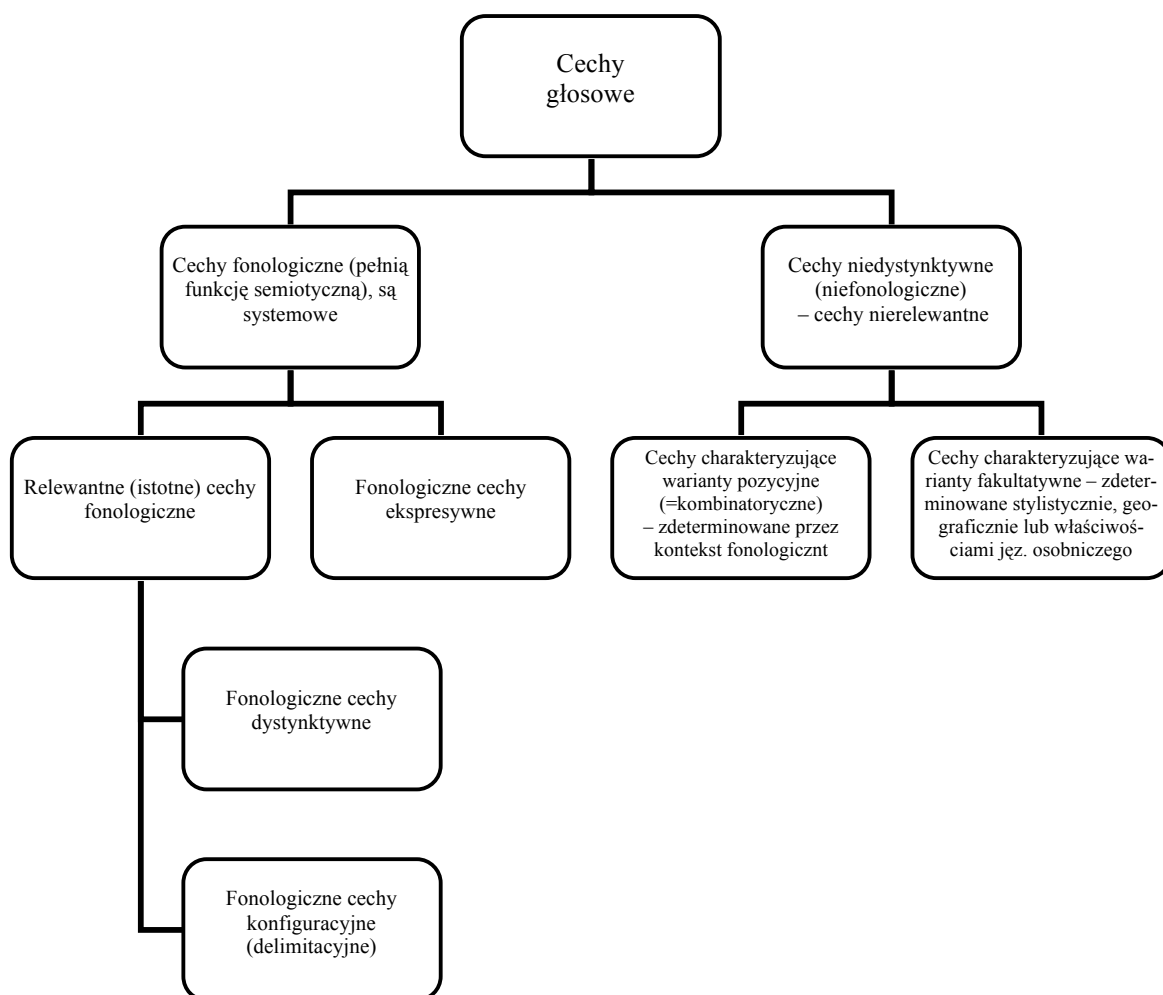 Cechy
głosowe
Cechy fonologiczne (pełnią
funkcję semiotyczną), są
systemowe
Cechy niedystynktywne
(niefonologiczne)
– cechy nierelewantne
Relewantne (istotne) cechy
fonologiczne
Fonologiczne cechy
ekspresywne
Cechy charakteryzujące
warianty pozycyjne
(=kombinatoryczne)
– zdeterminowane przez
kontekst fonologicznt
Cechy charakteryzujące wa-
rianty fakultatywne – zdeter-
minowane stylistycznie, geo-
graficznie lub właściwoś-
ciami jęz. osobniczego
Fonologiczne cechy
dystynktywne
Fonologiczne cechy
konfiguracyjne
(delimitacyjne)